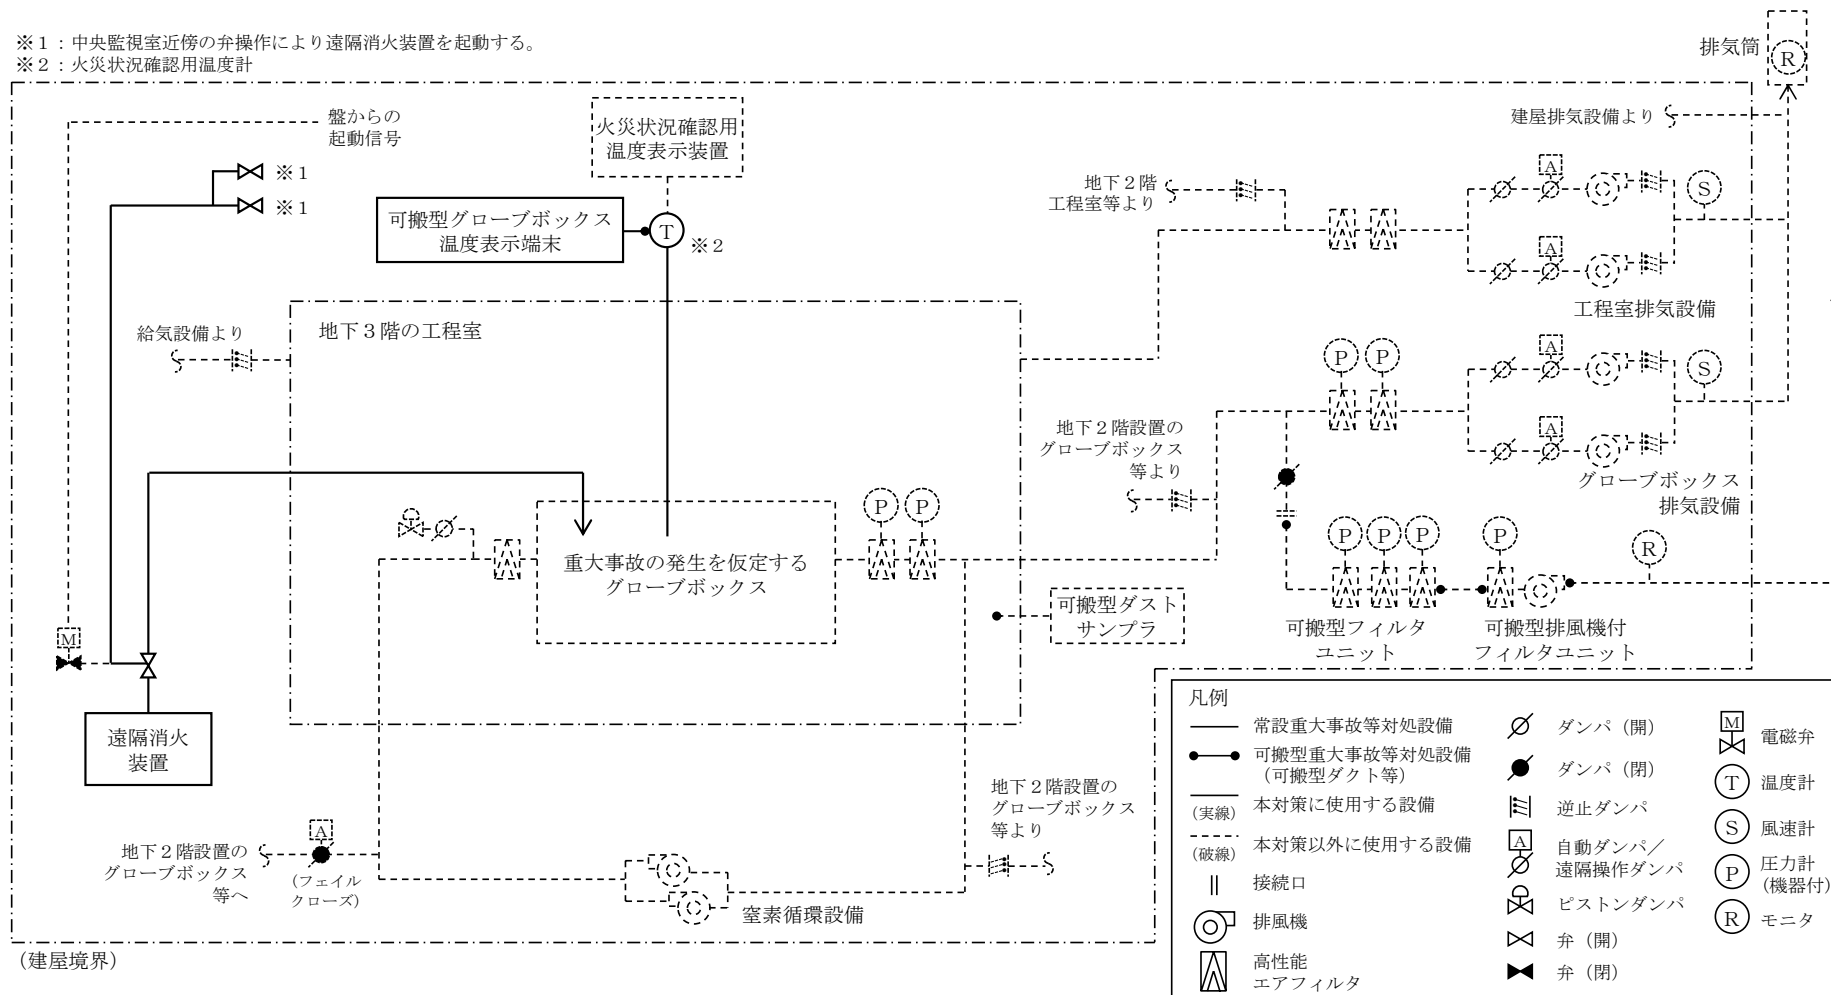 ※１：中央監視室近傍の弁操作により遠隔消火装置を起動する。
※２：火災状況確認用温度計
排気筒
R
盤からの
起動信号
火災状況確認用
温度表示装置
建屋排気設備より
※１
※１
可搬型グローブボックス
温度表示端末
T
※２
地下２階
工程室等より
A
S
A
工程室排気設備
給気設備より
地下３階の工程室
P
P
A
S
A
グローブボックス
排気設備
地下２階設置の
グローブボックス
等より
P
P
重大事故の発生を仮定する
グローブボックス
P
P
P
P
R
可搬型ダスト
サンプラ
可搬型フィルタ
ユニット
可搬型排風機付
フィルタユニット
M
遠隔消火
装置
地下２階設置の
グローブボックス
等より
A
地下２階設置の
グローブボックス
等へ
（フェイル
クローズ）
窒素循環設備
（建屋境界）
凡例
常設重大事故等対処設備
可搬型重大事故等対処設備
（可搬型ダクト等）
（実線）
本対策に使用する設備
（破線）
本対策以外に使用する設備
接続口
排風機
高性能
エアフィルタ
ダンパ（開）
ダンパ（閉）
逆止ダンパ
A
自動ダンパ／
遠隔操作ダンパ
ピストンダンパ
弁（開）
弁（閉）
M
電磁弁
T
温度計
S
風速計
P
圧力計
（機器付）
R
モニタ